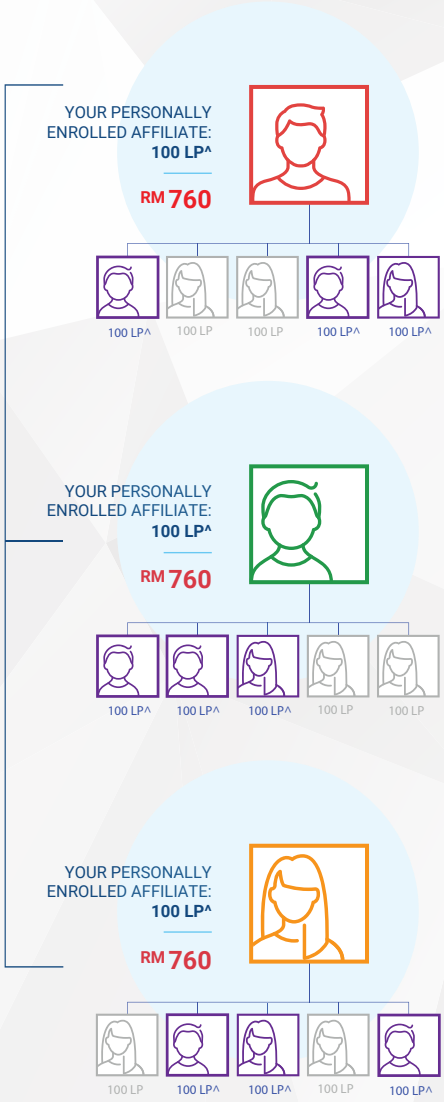 YOUR PERSONALLY
ENROLLED AFFILIATE:
100 LP^
RM 760
100 LP^ 100 LP 100 LP 100 LP^ 100 LP^
YOUR PERSONALLY
ENROLLED AFFILIATE:
100 LP^
RM 760
100 LP^ 100 LP^ 100 LP^ 100 LP 100 LP
YOUR PERSONALLY
ENROLLED AFFILIATE:
100 LP^
RM 760
100 LP 100 LP^ 100 LP^ 100 LP 100 LP^